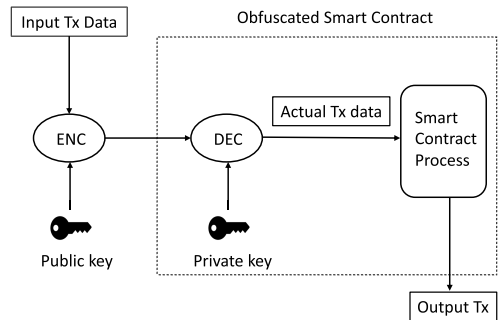 Input Tx Data
Obfuscated Smart Contract
Actual Tx data
ENC
DEC
Smart
Contract
Process
Public key
Private key
Output Tx